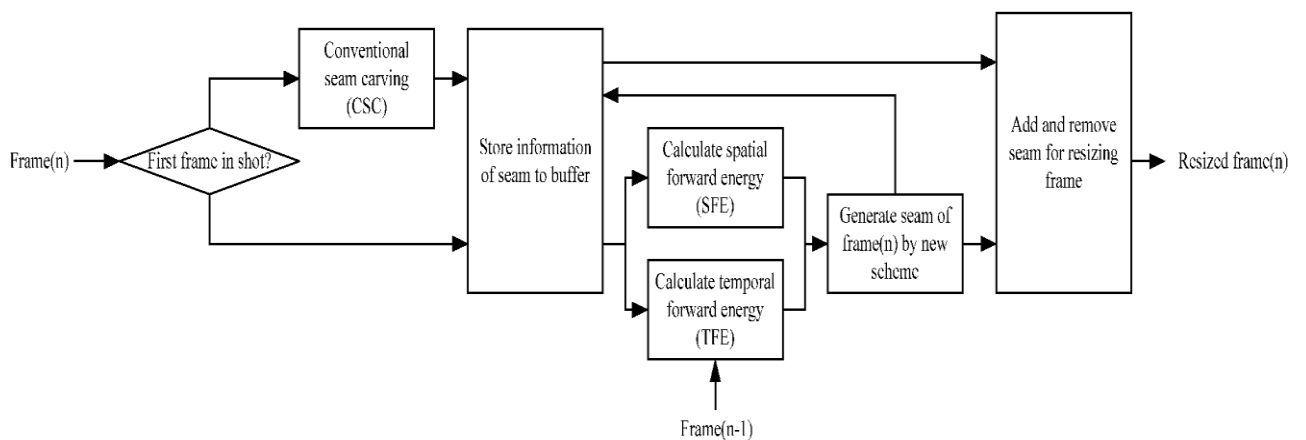 Frame(n)
First frame in shot?
Conventional
seam carving
(CSC)
Store information
of seam to buffer
Calculate spatial
forward energy
(SFE)
Calculate temporal
forward energy
(TFE)
Frame(n-1)
Generate seam of
frame(n) by new
scheme
Add and remove
seam for resizing
frame
Resized frame(n)